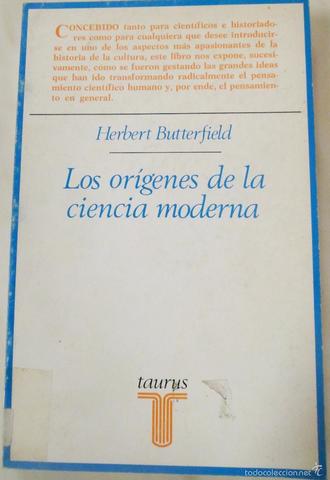 CONCEBIDO tanto para científicos e historiado-
res como para cualquiera que desee introducir-
se en uno de los aspectos más apasionantes de la
historia de la cultura, este libro nos expone, sucesi-
vamente, cómo se fueron gestando las grandes ideas
que han ido transformando radicalmente el pensa-
miento científico humano y, por ende, el pensamien-
to en general.
Herbert Butterfield
Los orígenes de la
ciencia moderna
taurus
todocoleccion.net